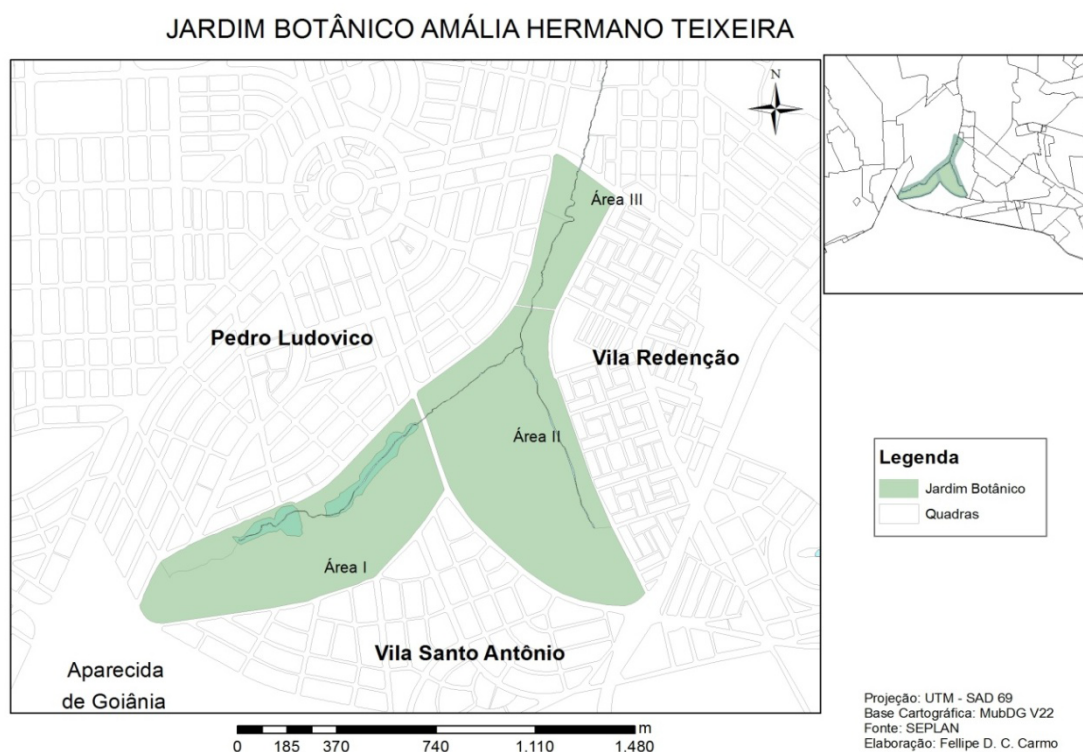 JARDIM BOTÂNICO AMÁLIA HERMANO TEIXEIRA
N
Área III
Pedro Ludovico
Vila Redenção
Área II
Área I
Vila Santo Antônio
Aparecida
de Goiânia
Legenda
Jardim Botânico
Quadras
m
0 185 370 740 1.110 1.480
Projeção: UTM - SAD 69
Base Cartográfica: MubDG V22
Fonte: SEPLAN
Elaboração: Fellipe D. C. Carmo